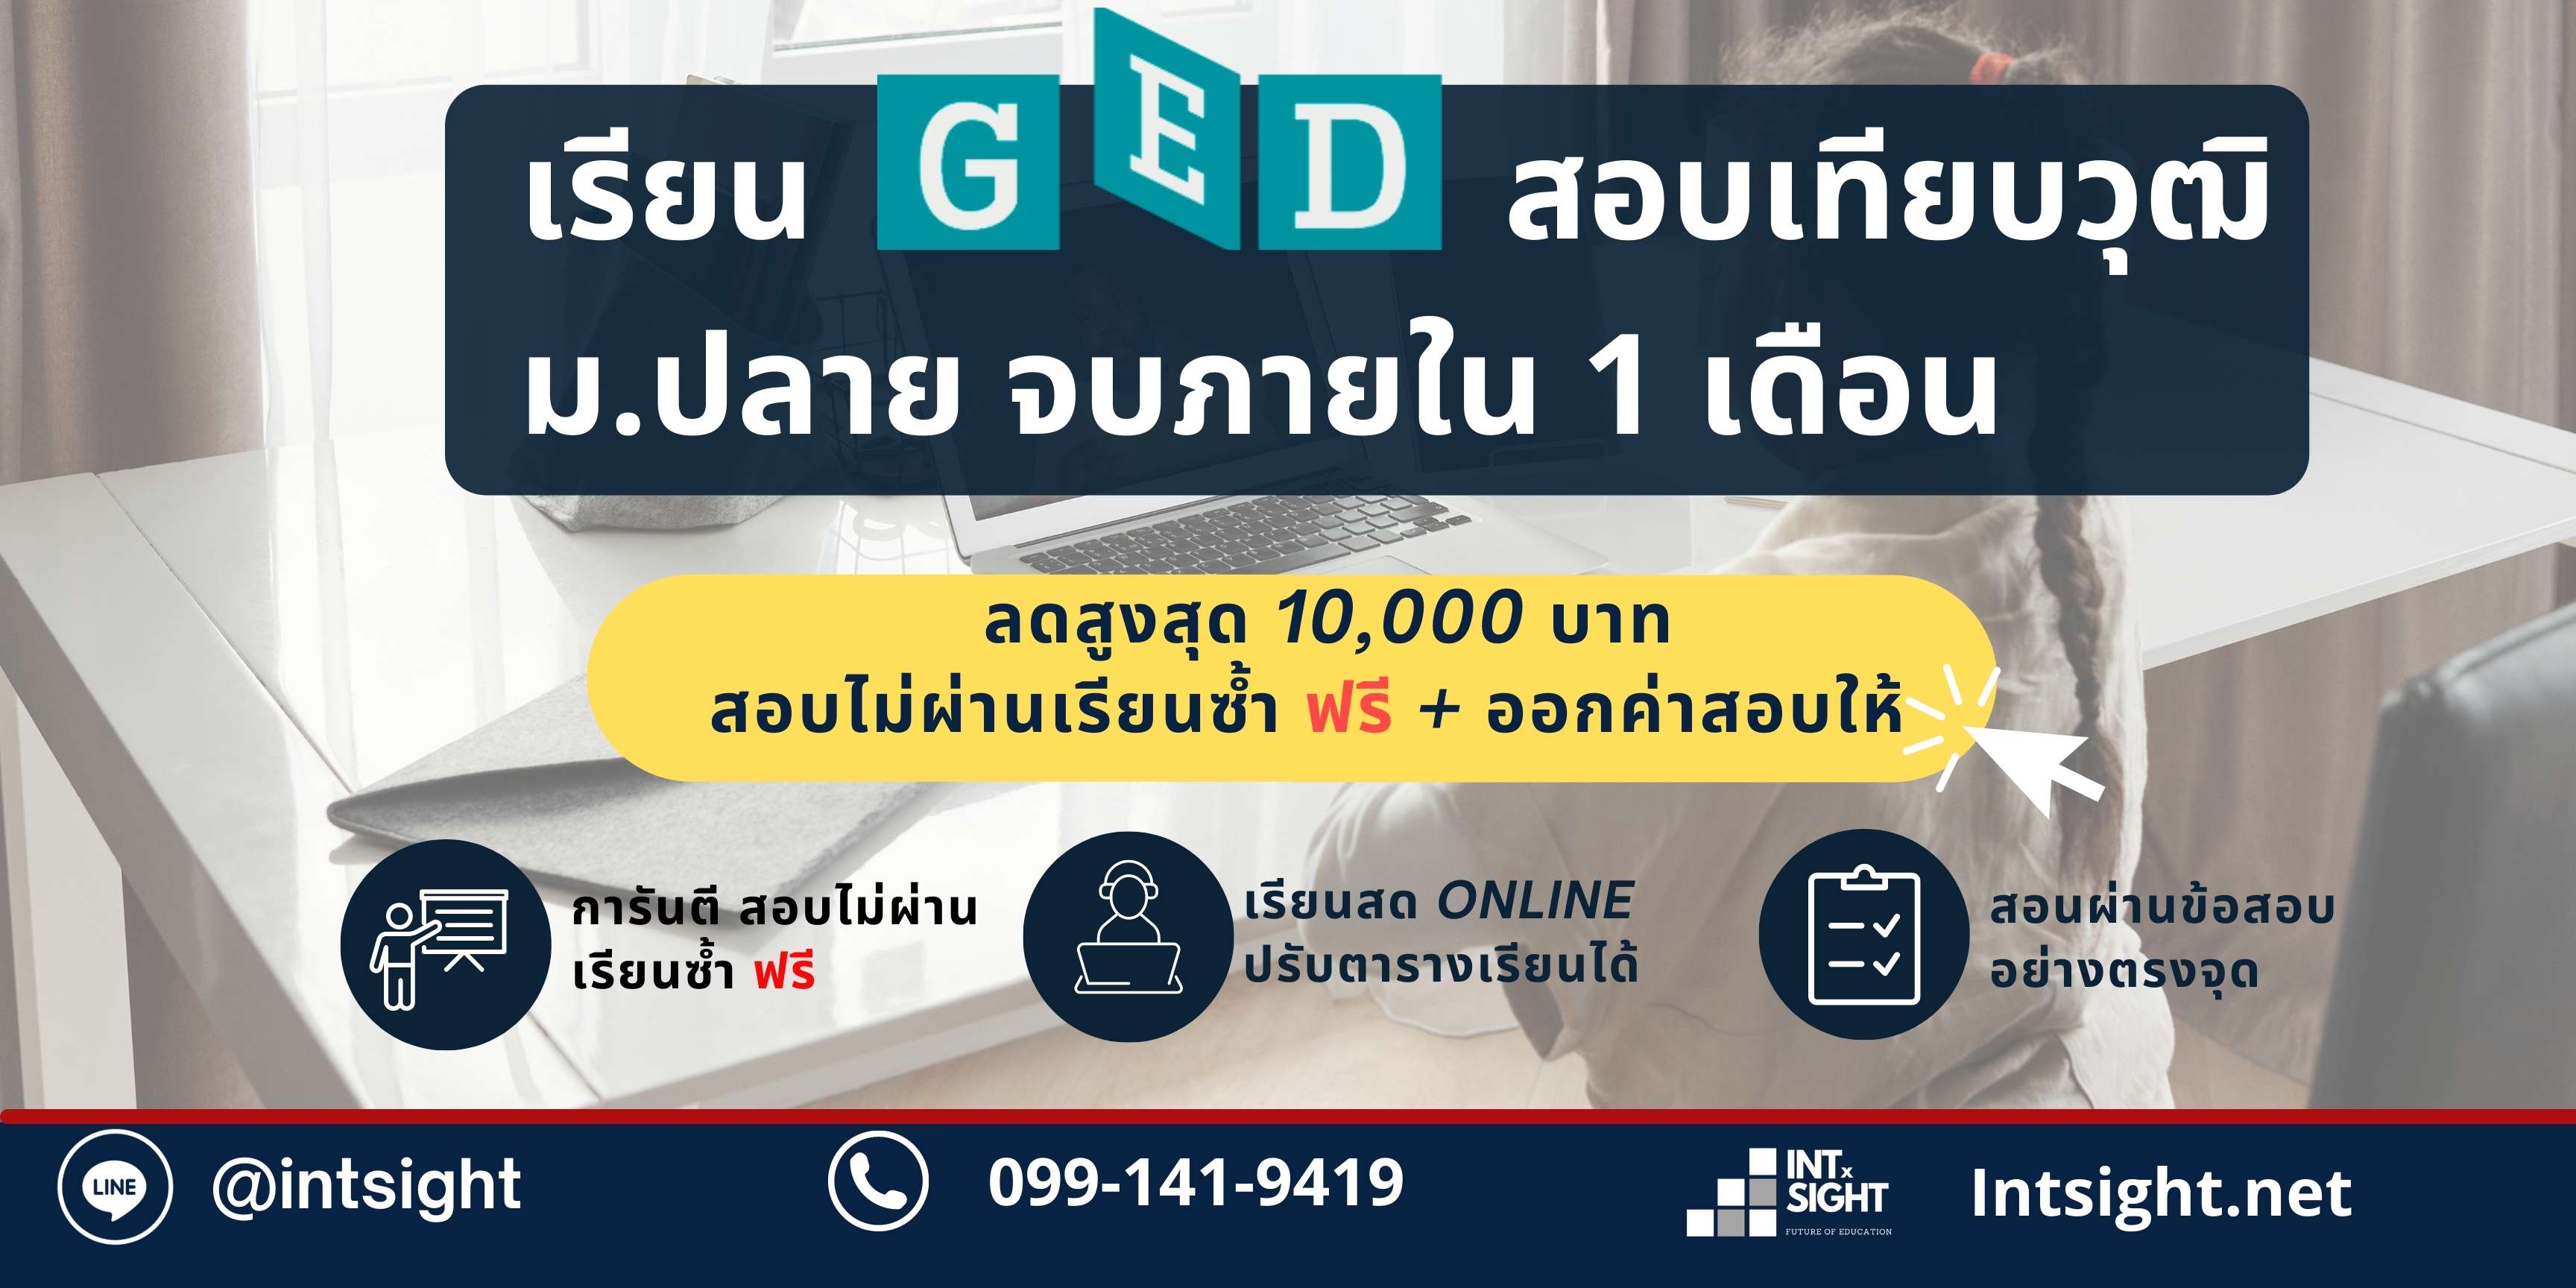 เรียน GED สอบเทียบวุฒิ
ม.ปลาย จบภายใน 1 เดือน
ลดสูงสุด 10,000 บาท
สอบไม่ผ่านเรียนซ้ำ ฟรี + ออกค่าสอบให้
การันตี สอบไม่ผ่าน
เรียนซ้ำ ฟรี
เรียนสด ONLINE
ปรับตารางเรียนได้
สอนผ่านข้อสอบ
อย่างตรงจุด
LINE
@intsight
099-141-9419
INTx
SIGHT
FUTURE OF EDUCATION
Intsight.net